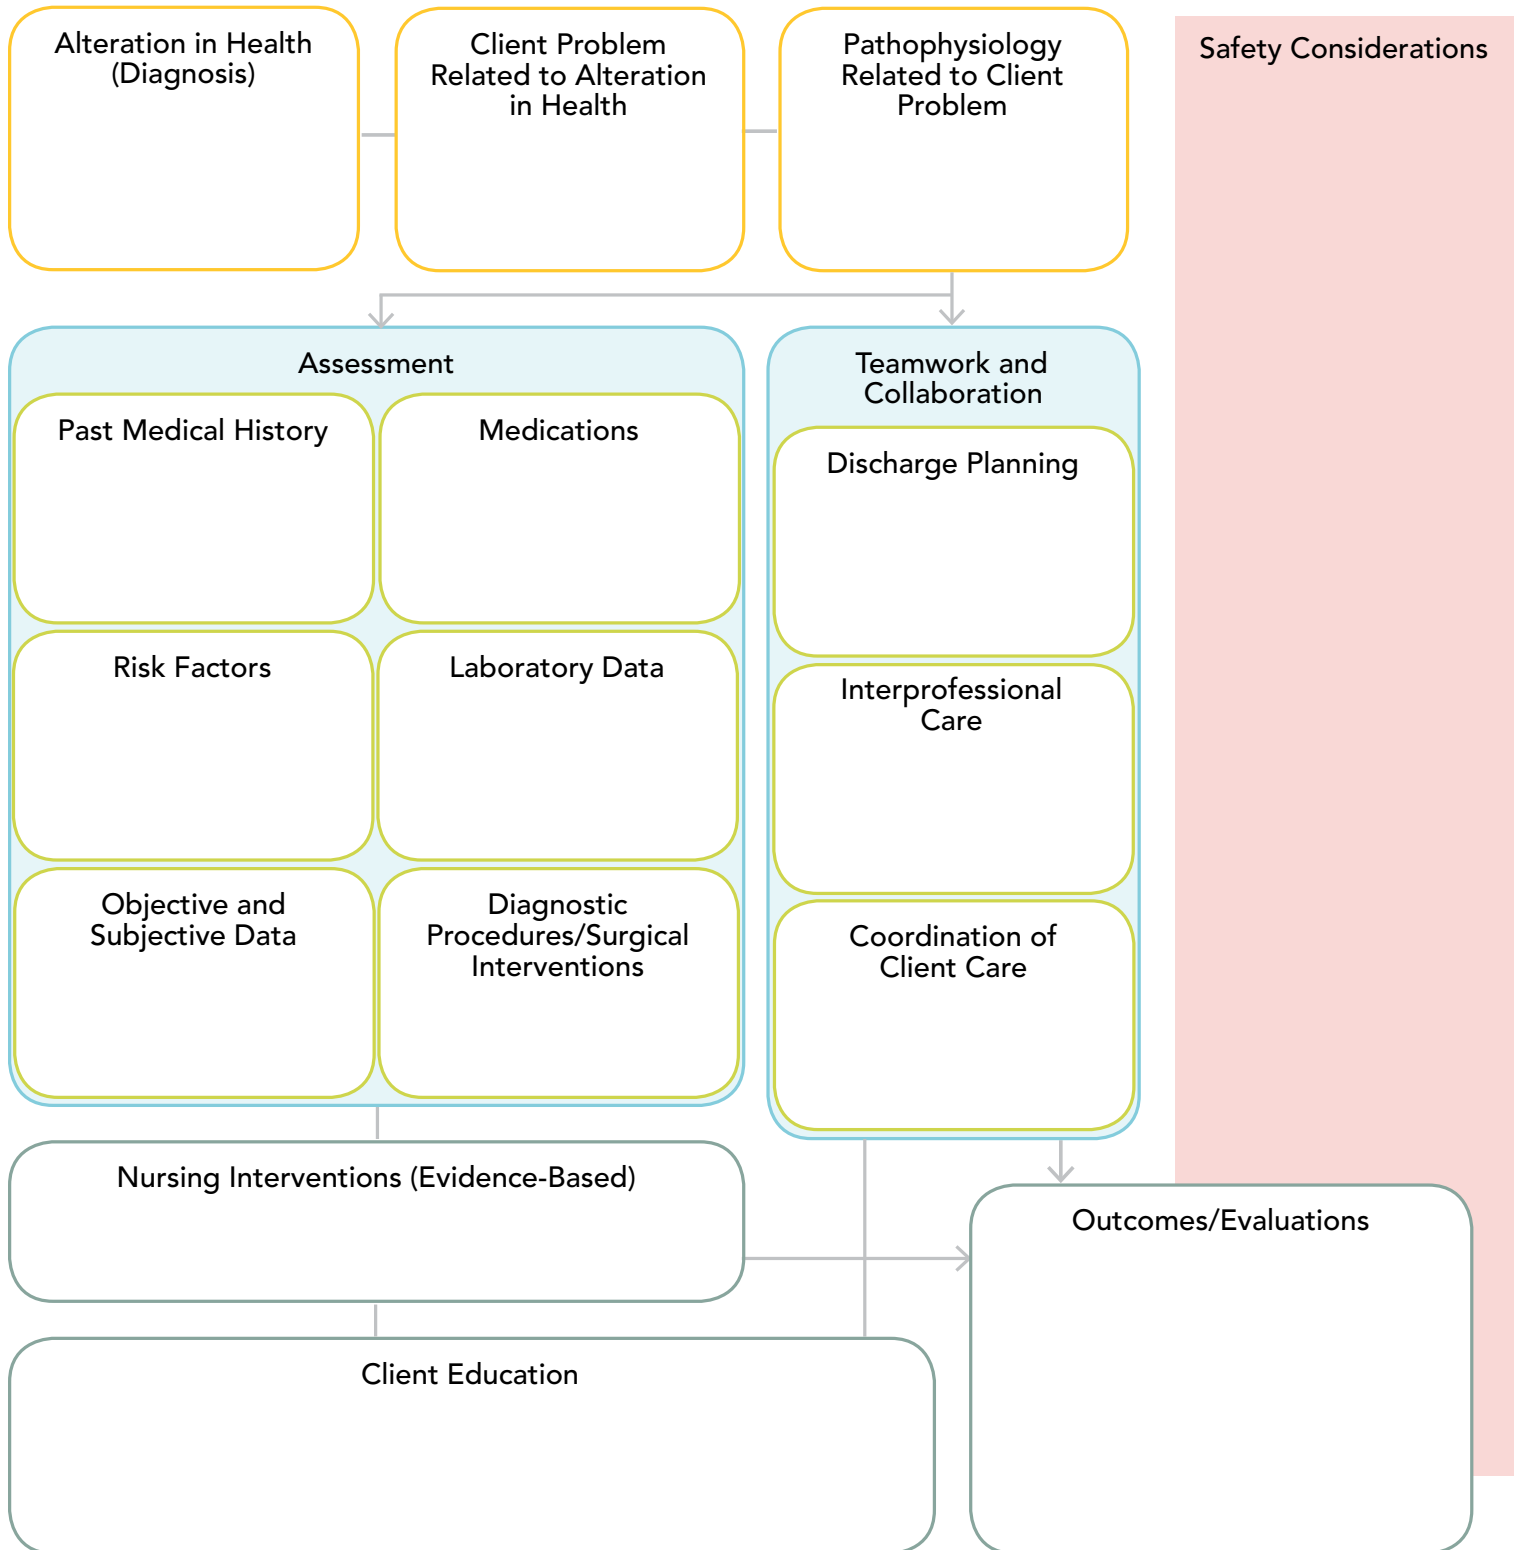 Alteration in Health
(Diagnosis)
Client Problem
Related to Alteration
in Health
Pathophysiology
Related to Client
Problem
Safety Considerations
Assessment
Past Medical History
Medications
Risk Factors
Laboratory Data
Objective and
Subjective Data
Diagnostic
Procedures/Surgical
Interventions
Teamwork and
Collaboration
Discharge Planning
Interprofessional
Care
Coordination of
Client Care
Nursing Interventions (Evidence-Based)
Client Education
Outcomes/Evaluations